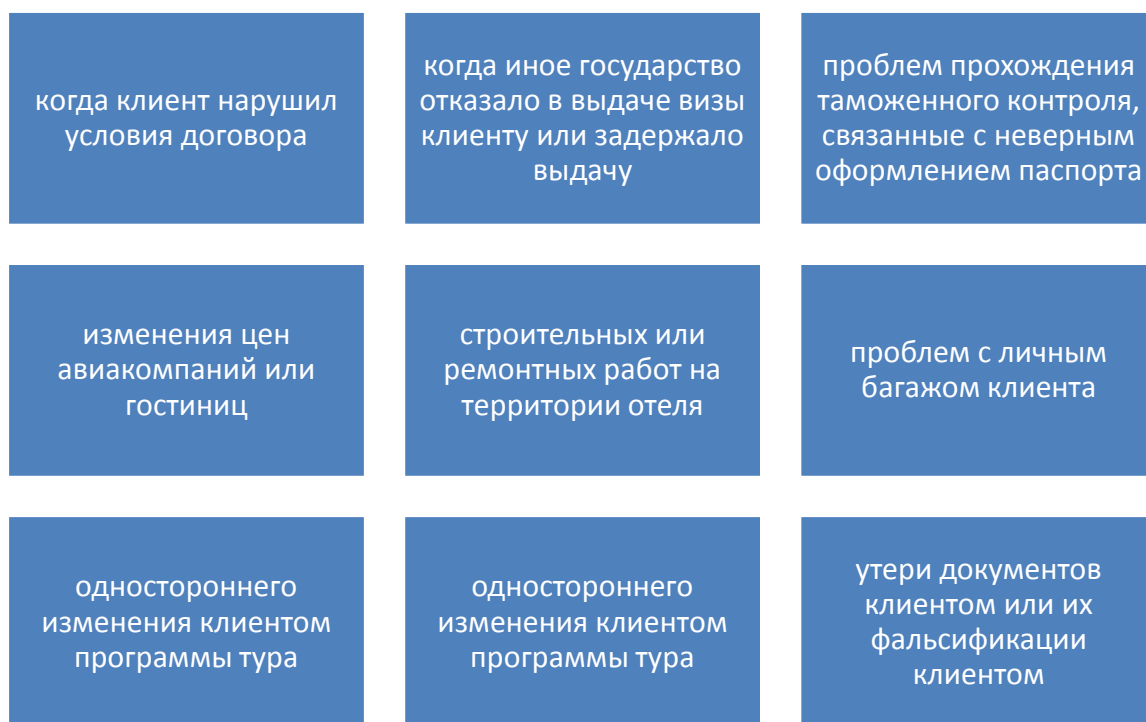 когда клиент нарушил
условия договора
когда иное государство
отказало в выдаче визы
клиенту или задержало
выдачу
проблем прохождения
таможенного контроля,
связанные с неверным
оформлением паспорта
изменения цен
авиакомпаний или
гостиниц
строительных или
ремонтных работ на
территории отеля
проблем с личным
багажом клиента
одностороннего
изменения клиентом
программы тура
одностороннего
изменения клиентом
программы тура
утери документов
клиентом или их
фальсификации
клиентом